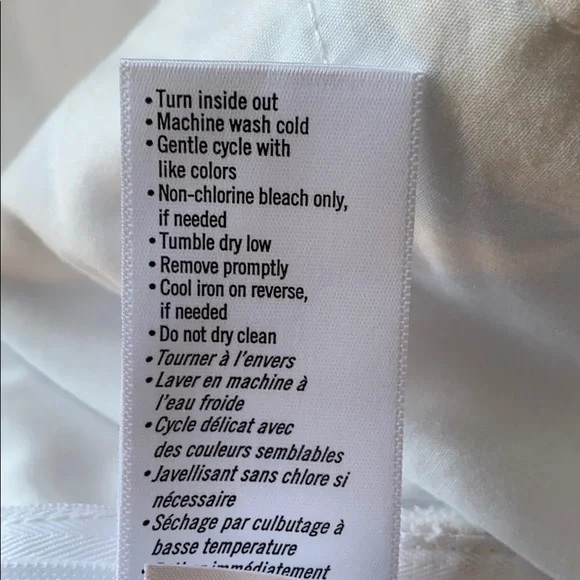 • Turn inside out
• Machine wash cold
• Gentle cycle with
like colors
• Non-chlorine bleach only,
if needed
• Tumble dry low
• Remove promptly
• Cool iron on reverse,
if needed
• Do not dry clean
• Tourner à l'envers
• Laver en machine à
l'eau froide
• Cycle délicat avec
des couleurs semblables
• Javellisant sans chlore si
nécessaire
• Séchage par culbutage à
basse température
immédiatement